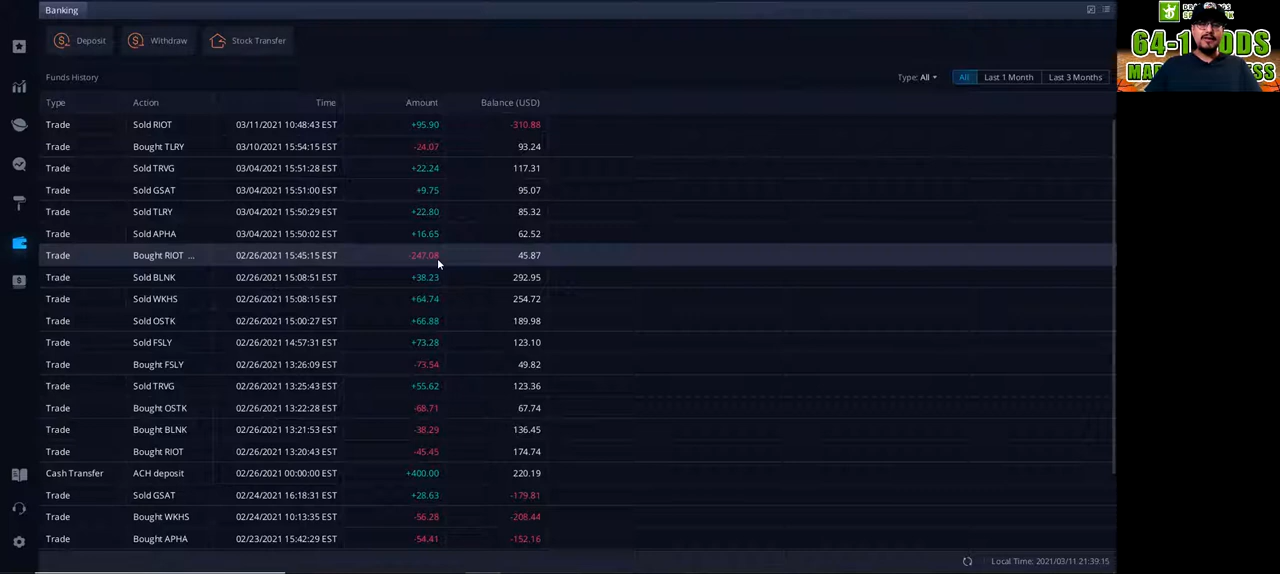 Banking
Deposit Withdraw Stock Transfer
Funds History Type: All All Last 1 Month Last 3 Months
Type Action Time Amount Balance (USD)
Trade Sold RIOT 03/11/2021 10:48:43 EST +95.90 -310.88
Trade Bought TLRY 03/10/2021 15:54:15 EST -24.07 93.24
Trade Sold TRVG 03/04/2021 15:51:28 EST +22.24 117.31
Trade Sold GSAT 03/04/2021 15:51:00 EST +9.75 95.07
Trade Sold TLRY 03/04/2021 15:50:29 EST +22.80 85.32
Trade Sold APHA 03/04/2021 15:50:02 EST +16.65 62.52
Trade Bought RIOT ... 02/26/2021 15:45:15 EST -247.08 45.87
Trade Sold BLNK 02/26/2021 15:08:51 EST +38.23 292.95
Trade Sold WKHS 02/26/2021 15:08:15 EST +64.74 254.72
Trade Sold OSTK 02/26/2021 15:00:27 EST +66.88 189.98
Trade Sold FSLY 02/26/2021 14:57:31 EST +73.28 123.10
Trade Bought FSLY 02/26/2021 13:26:09 EST -73.54 49.82
Trade Sold TRVG 02/26/2021 13:25:43 EST +55.62 123.36
Trade Bought OSTK 02/26/2021 13:22:28 EST -68.71 67.74
Trade Bought BLNK 02/26/2021 13:21:53 EST -38.29 136.45
Trade Bought RIOT 02/26/2021 13:20:43 EST -45.45 174.74
Cash Transfer ACH deposit 02/26/2021 00:00:00 EST +400.00 220.19
Trade Sold GSAT 02/24/2021 16:18:31 EST +28.63 -179.81
Trade Bought WKHS 02/24/2021 10:13:35 EST -56.28 -208.44
Trade Bought APHA 02/23/2021 15:42:29 EST -54.41 -152.16
Local Time: 2021/03/11 21:39:15
64-1